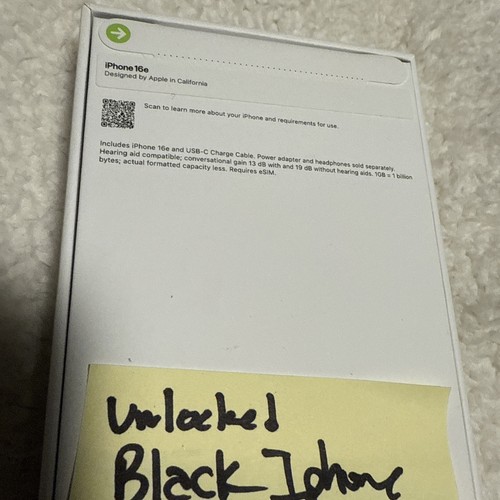 iPhone 16e
Designed by Apple in California
Scan to learn more about your iPhone and requirements for use.
Includes iPhone 16e and USB-C Charge Cable. Power adapter and headphones sold separately.
Hearing aid compatible; conversational gain 13 dB with and 19 dB without hearing aids. 1GB = 1 billion
bytes; actual formatted capacity less. Requires eSIM.
Unlocked
Black Iphone